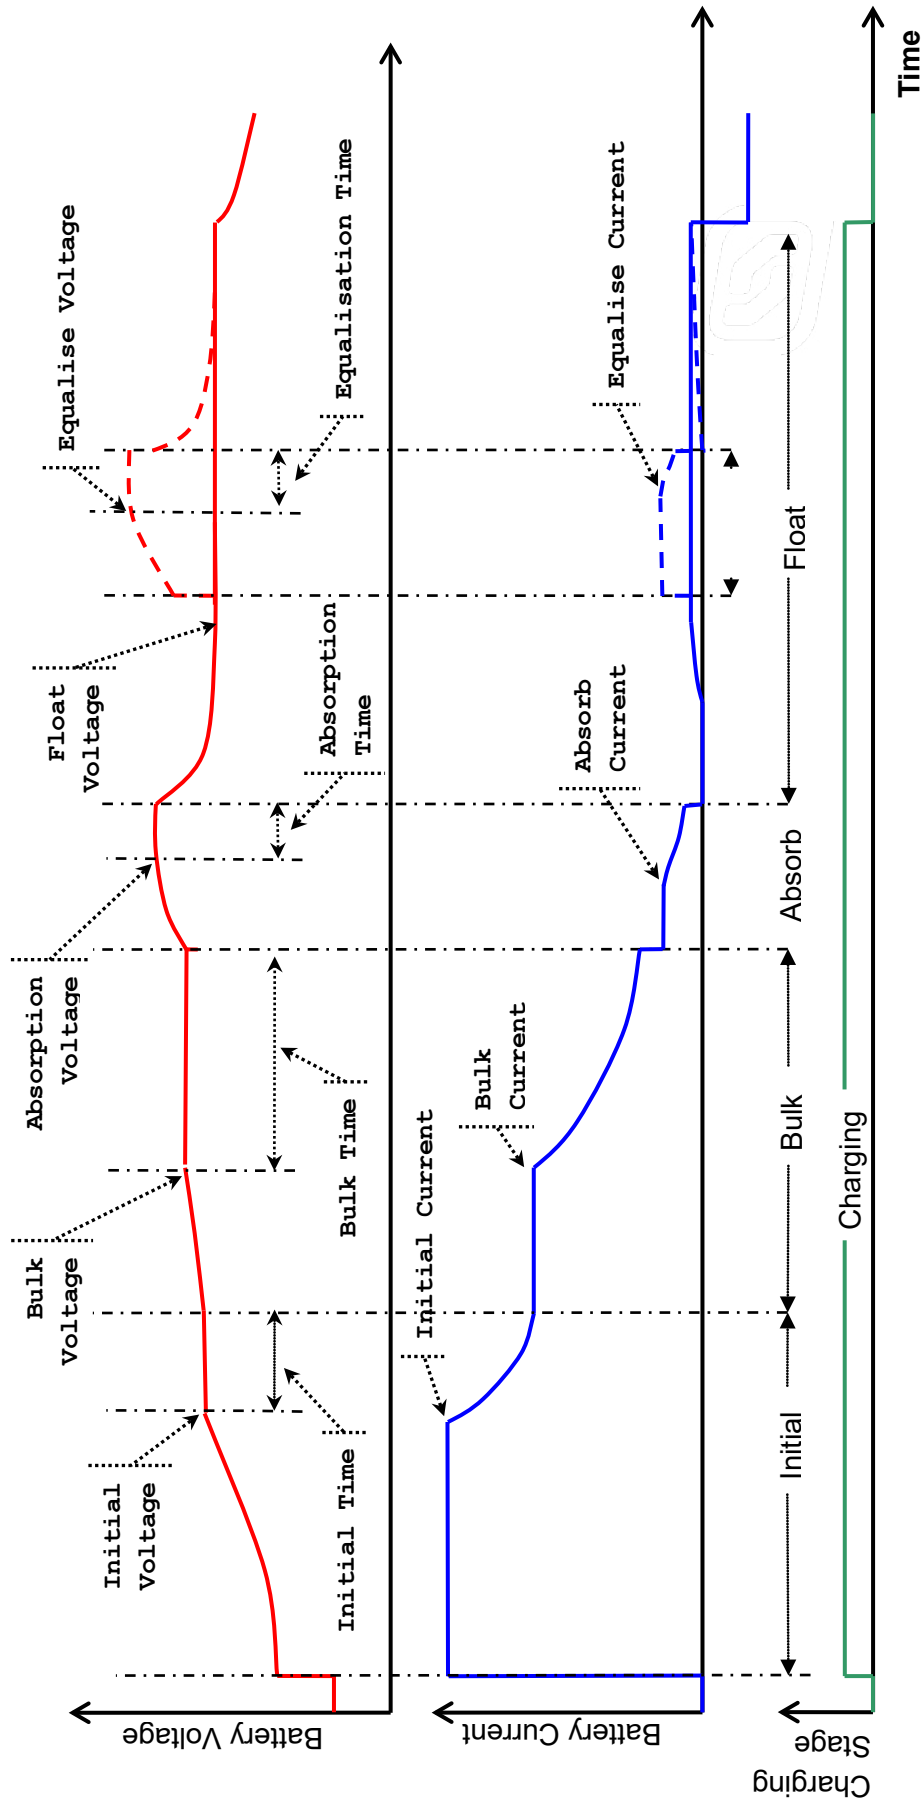 Battery Voltage
Initial
Voltage
Bulk
Voltage
Absorption
Voltage
Float
Voltage
Equalise Voltage
Initial Time
Bulk Time
Absorption
Time
Equalisation Time
Battery Current
Initial Current
Bulk
Current
Absorb
Current
Equalise Current
Charging
Stage
Initial
Bulk
Absorb
Float
Charging
Time